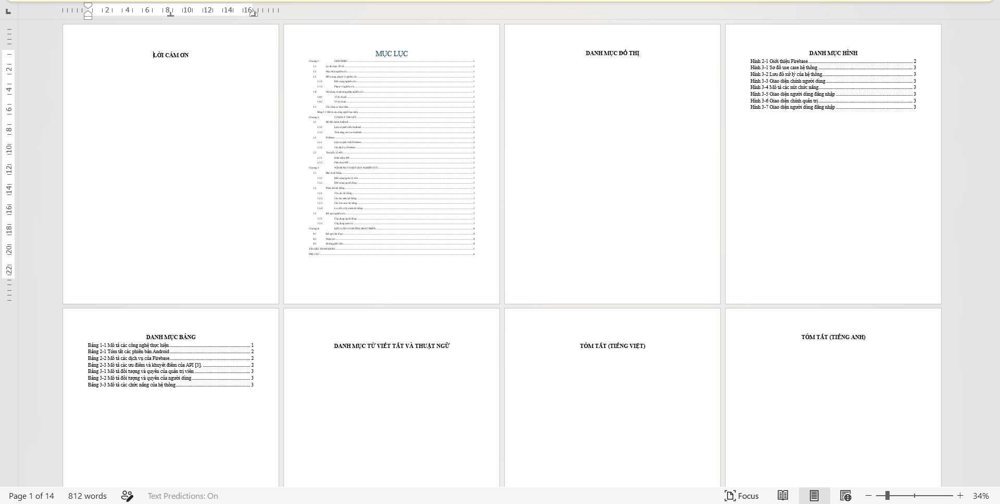 2 4 6 8 10 12 14 16
2
4
6
8
10
12
14
16
18
20
22
LỜI CÁM ƠN
MỤC LỤC
Chương 1: GIỚI THIỆU 1
1.1 Lý do chọn đề tài 1
1.2 Mục đích nghiên cứu 1
1.3 Đối tượng phạm vi nghiên cứu 1
1.3.1 Đối tượng nghiên cứu 1
1.3.2 Phạm vi nghiên cứu 1
1.4 Nội dung và phương pháp nghiên cứu 1
1.4.1 Về lý thuyết 1
1.4.2 Về kỹ thuật 1
1.5 Các công cụ thực hiện 1
Bảng 1-1 Mô tả các công nghệ thực hiện 1
Chương 2: CƠ SỞ LÝ THUYẾT 2
2.1 Hệ điều hành Android 2
2.1.1 Lịch sử phát triển Android 2
2.1.2 Tính năng mở của Android 2
2.2 Firebase 2
2.2.1 Lịch sử phát triển Firebase 2
2.1.1 Các dịch vụ Firebase 2
2.3 Tìm hiểu về API 2
2.3.1 Khái niệm API 2
2.3.2 Phân loại API 2
Chương 3: NỘI DUNG VÀ KẾT QUẢ NGHIÊN CỨU 3
3.1 Đặc tả hệ thống 3
3.1.1 Đối tượng quản trị viên 3
3.1.2 Đối tượng người dùng 3
3.2 Phân tích hệ thống 3
3.2.1 Yêu cầu hệ thống 3
3.2.2 Các tác nhân hệ thống 3
3.2.3 Các Use case hệ thống 3
3.2.4 Lưu đồ xử lý chính hệ thống 3
3.3 Kết quả nghiên cứu 3
3.3.1 Ứng dụng người dùng 3
3.3.2 Ứng dụng quản trị 3
Chương 4: KẾT LUẬN VÀ HƯỚNG PHÁT TRIỂN 4
4.1 Kết quả đạt được 4
4.2 Nhận xét 4
4.3 Hướng phát triển 4
TÀI LIỆU THAM KHẢO 5
PHỤ LỤC 6
DANH MỤC ĐỒ THỊ
DANH MỤC HÌNH
Hình 2-1 Giới thiệu Firebase 2
Hình 3-1 Sơ đồ use case hệ thống 3
Hình 3-2 Lưu đồ xử lý của hệ thống 3
Hình 3-3 Giao diện chính người dùng 3
Hình 3-4 Mô tả các nút chức năng 3
Hình 3-5 Giao diện người dùng đăng nhập 3
Hình 3-6 Giao diện chính quản trị 3
Hình 3-7 Giao diện người dùng đăng nhập 3
DANH MỤC BẢNG
Bảng 1-1 Mô tả các công nghệ thực hiện 1
Bảng 2-1 Tóm tắt các phiên bản Android 2
Bảng 2-2 Mô tả các dịch vụ của Firebase 2
Bảng 2-3 Mô tả các ưu điểm và khuyết điểm của API [3]. 2
Bảng 3-1 Mô tả đối tượng và quyền của quản trị viên 3
Bảng 3-2 Mô tả đối tượng và quyền của người dùng 3
Bảng 3-3 Mô tả các chức năng của hệ thống 3
DANH MỤC TỪ VIẾT TẮT VÀ THUẬT NGỮ
TÓM TẮT (TIẾNG VIỆT)
TÓM TẮT (TIẾNG ANH)
Page 1 of 14 812 words Text Predictions: On Focus 34%